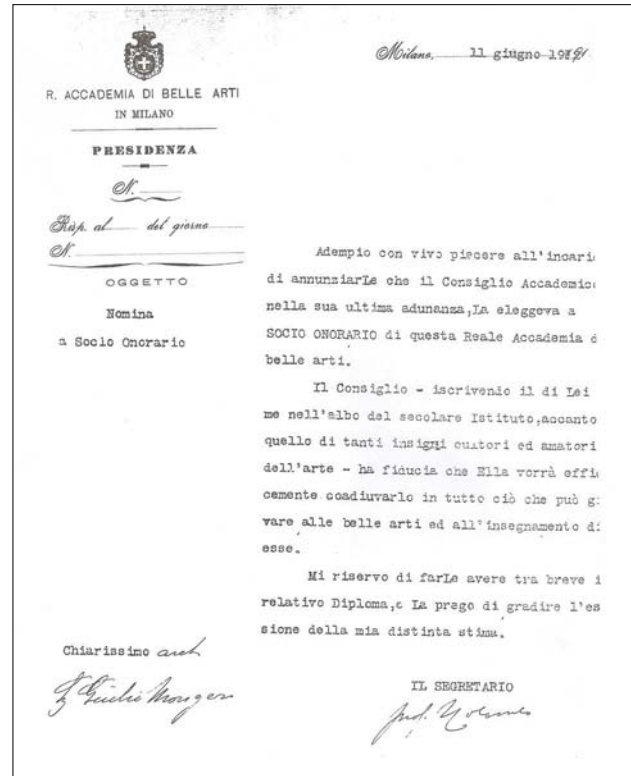 Milano, 11 giugno 19
R. ACCADEMIA DI BELLE ARTI
IN MILANO
PRESIDENZA
N.
Risp. al del giorno
N.
OGGETTO
Nomina
a Socio Onorario
Adempio con vivo piacere all'incari
di annunziarLe che il Consiglio Accademico
nella sua ultima adunanza,La eleggeva a
SOCIO ONORARIO di questa Reale Accademia d
belle arti.
Il Consiglio - iscrivendo il di Lei
me nell'albo del secolare Istituto,accanto
quello di tanti insigni cultori ed amatori
dell'arte - ha fiducia che Ella vorrà effi
cemente coadiuvarlo in tutto ciò che può gi
vare alle belle arti ed all'insegnamento di
esse.
Mi riservo di farLe avere tra breve i
relativo Diploma,e La prego di gradire l'es
sione della mia distinta stima.
Chiarissimo arch
Giulio Mongeri
IL SEGRETARIO
prof.